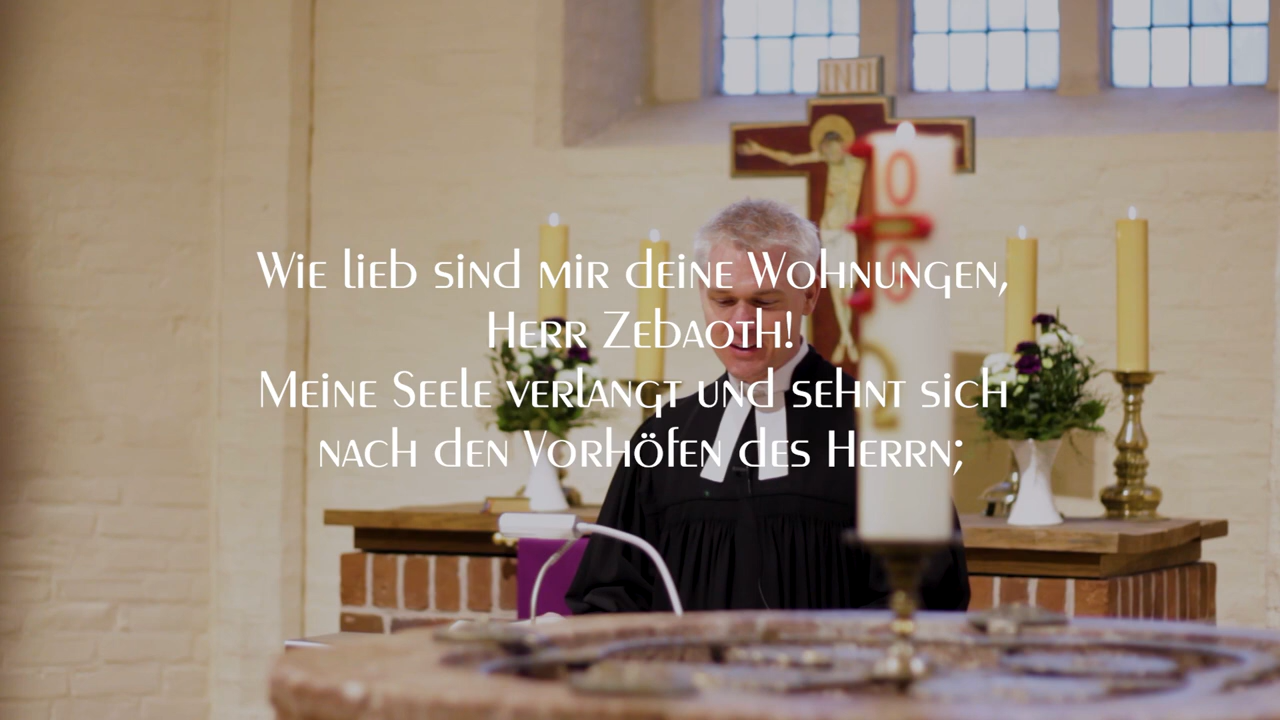 INRI
Wie lieb sind mir deine Wohnungen,
Herr Zebaoth!
Meine Seele verlangt und sehnt sich
nach den Vorhöfen des Herrn;